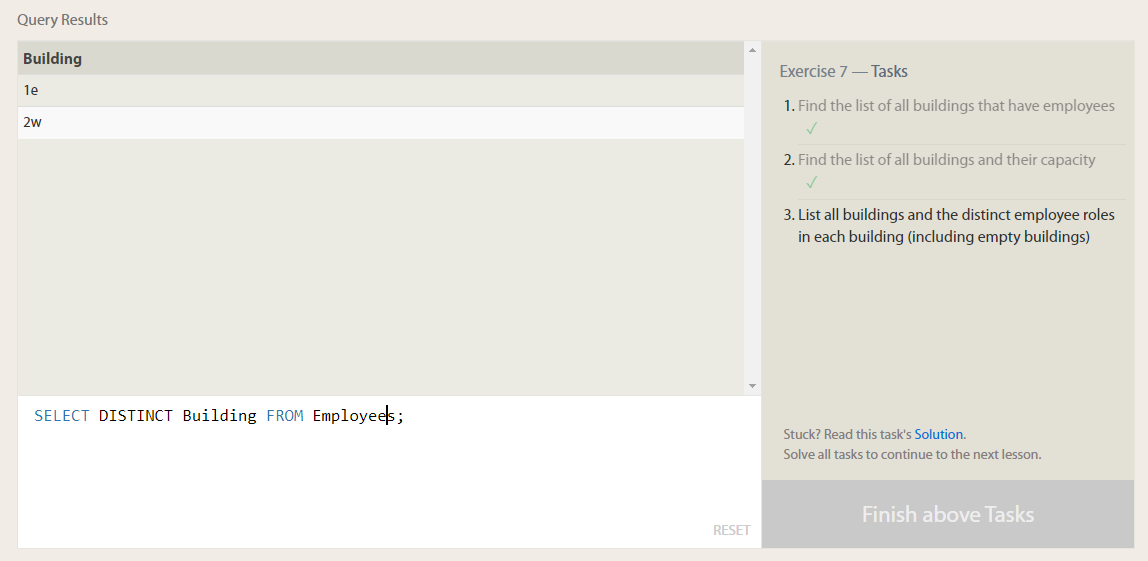 Query Results
Building
1e
2w
SELECT DISTINCT Building FROM Employees;
RESET
Exercise 7 — Tasks
1. Find the list of all buildings that have employees
✓
2. Find the list of all buildings and their capacity
✓
3. List all buildings and the distinct employee roles
in each building (including empty buildings)
Stuck? Read this task's Solution.
Solve all tasks to continue to the next lesson.
Finish above Tasks